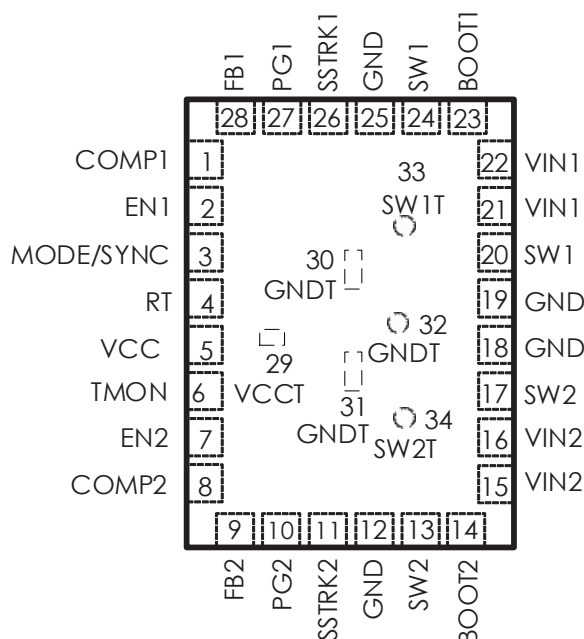 FB1 PG1 SSTRK1 GND SW1 BOOT1
28 27 26 25 24 23
COMP1 1 22 VIN1
33
EN1 2 SW1T 21 VIN1
MODE/SYNC 3 30 20 SW1
GNDT
RT 4 19 GND
32
VCC 5 GNDT 18 GND
29
TMON 6 VCCT 17 SW2
31 34
EN2 7 GNDT 16 VIN2
SW2T
COMP2 8 15 VIN2
9 10 11 12 13 14
FB2 PG2 SSTRK2 GND SW2 BOOT2